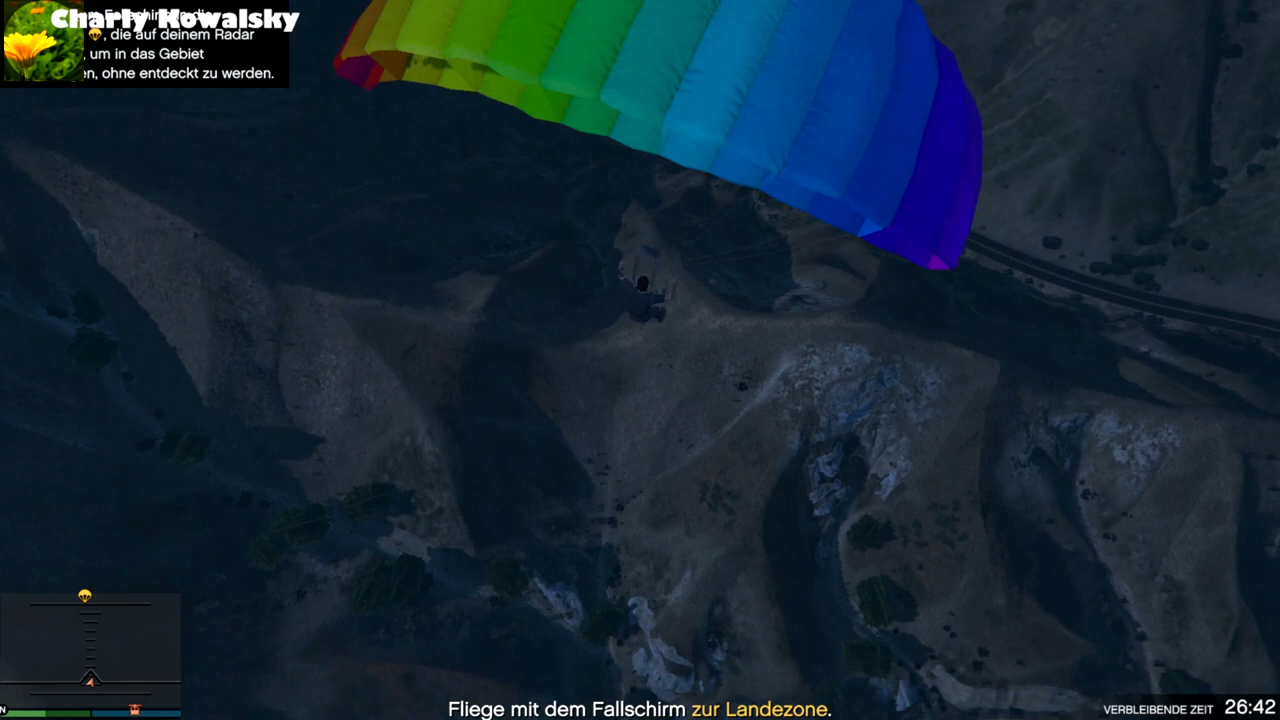 Charly Kowalsky
, die auf deinem Radar
, um in das Gebiet
en, ohne entdeckt zu werden.
N
Fliege mit dem Fallschirm zur Landezone.
VERBLEIBENDE ZEIT 26:42